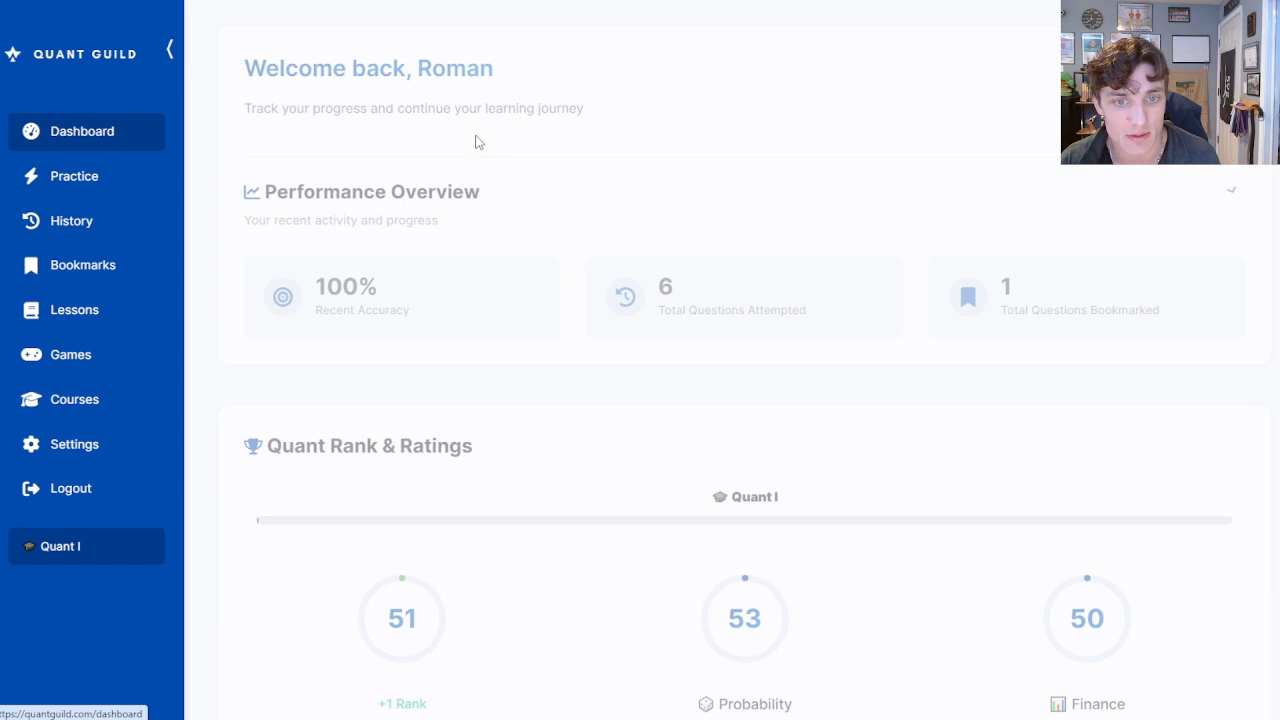 QUANT GUILD
Dashboard
Practice
History
Bookmarks
Lessons
Games
Courses
Settings
Logout
Quant I
ttps://quantguild.com/dashboard
Welcome back, Roman
Track your progress and continue your learning journey
Performance Overview
Your recent activity and progress
100%
Recent Accuracy
6
Total Questions Attempted
1
Total Questions Bookmarked
Quant Rank & Ratings
Quant I
51
+1 Rank
53
Probability
50
Finance